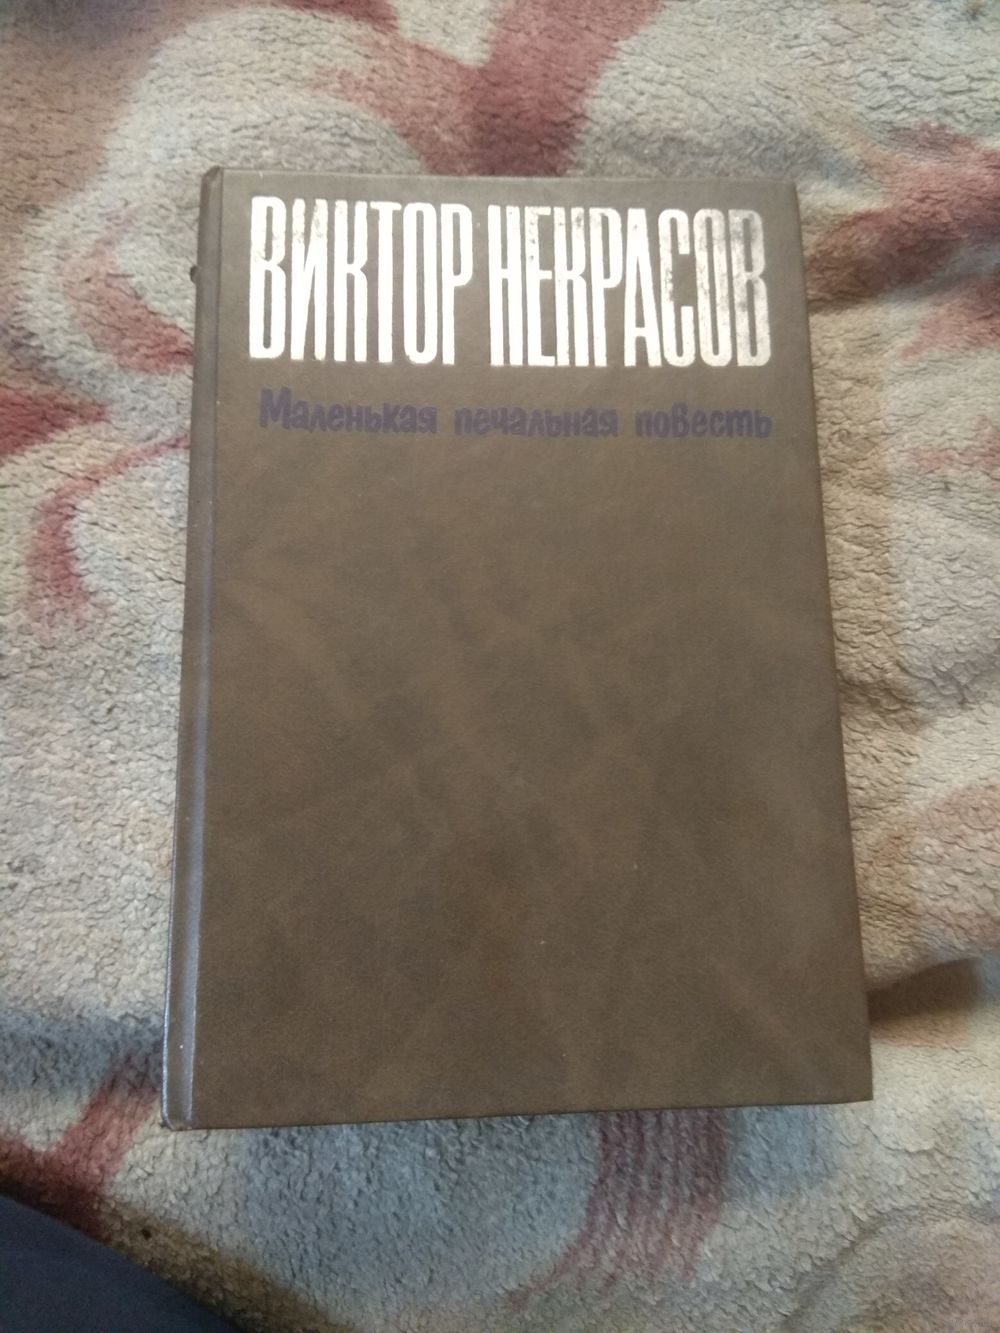 ВИКТОР НЕКРАСОВ
Маленькая печальная повесть